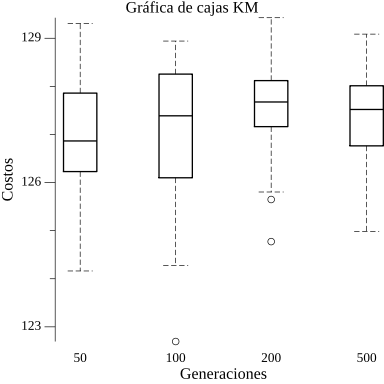 Gráfica de cajas KM
129
126
123
Costos
50 100 200 500
Generaciones